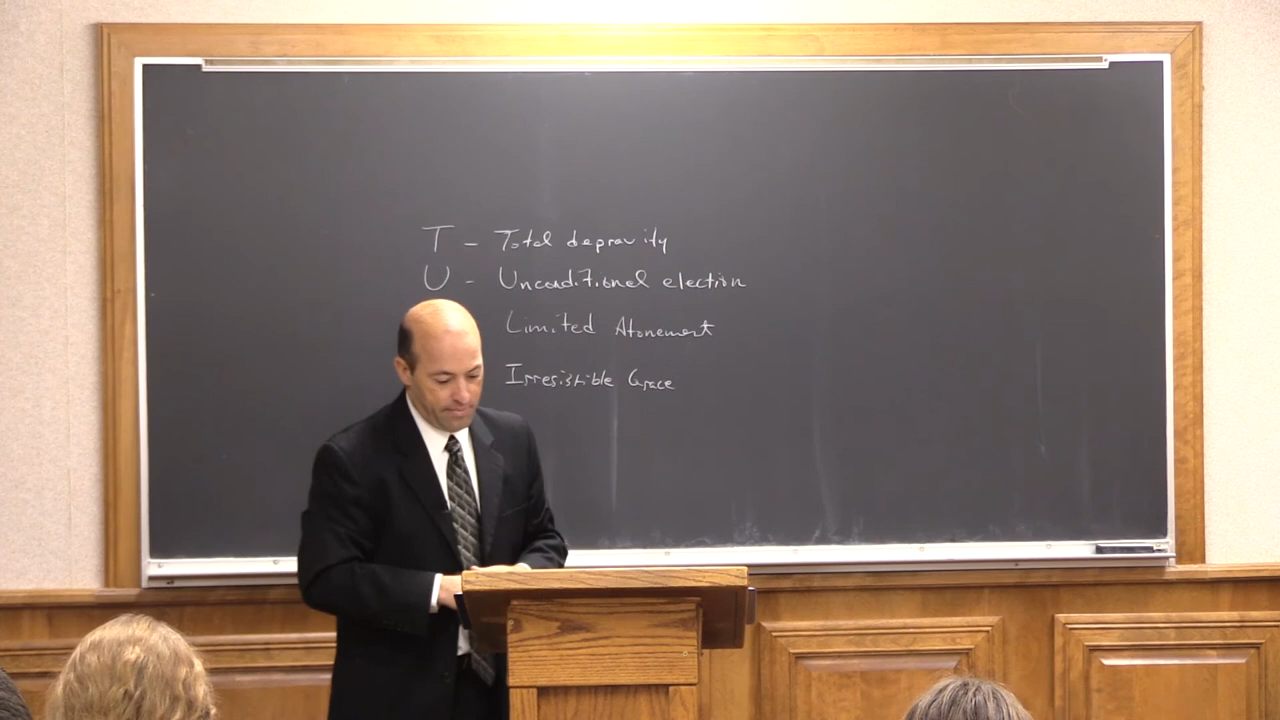 T - Total depravity
U - Unconditional election
Limited Atonement
Irresistible Grace